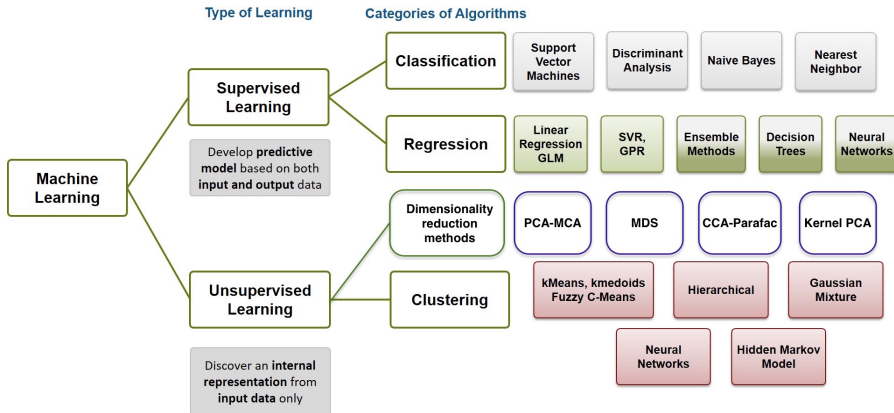 Type of Learning
Categories of Algorithms
Classification
Support
Vector
Machines
Discriminant
Analysis
Naive Bayes
Nearest
Neighbor
Supervised
Learning
Regression
Linear
Regression
GLM
SVR,
GPR
Ensemble
Methods
Decision
Trees
Neural
Networks
Develop predictive
model based on both
input and output data
Machine
Learning
Dimensionality
reduction
methods
PCA-MCA
MDS
CCA-Parafac
Kernel PCA
Unsupervised
Learning
Clustering
kMeans, kmedoids
Fuzzy C-Means
Hierarchical
Gaussian
Mixture
Neural
Networks
Hidden Markov
Model
Discover an internal
representation from
input data only